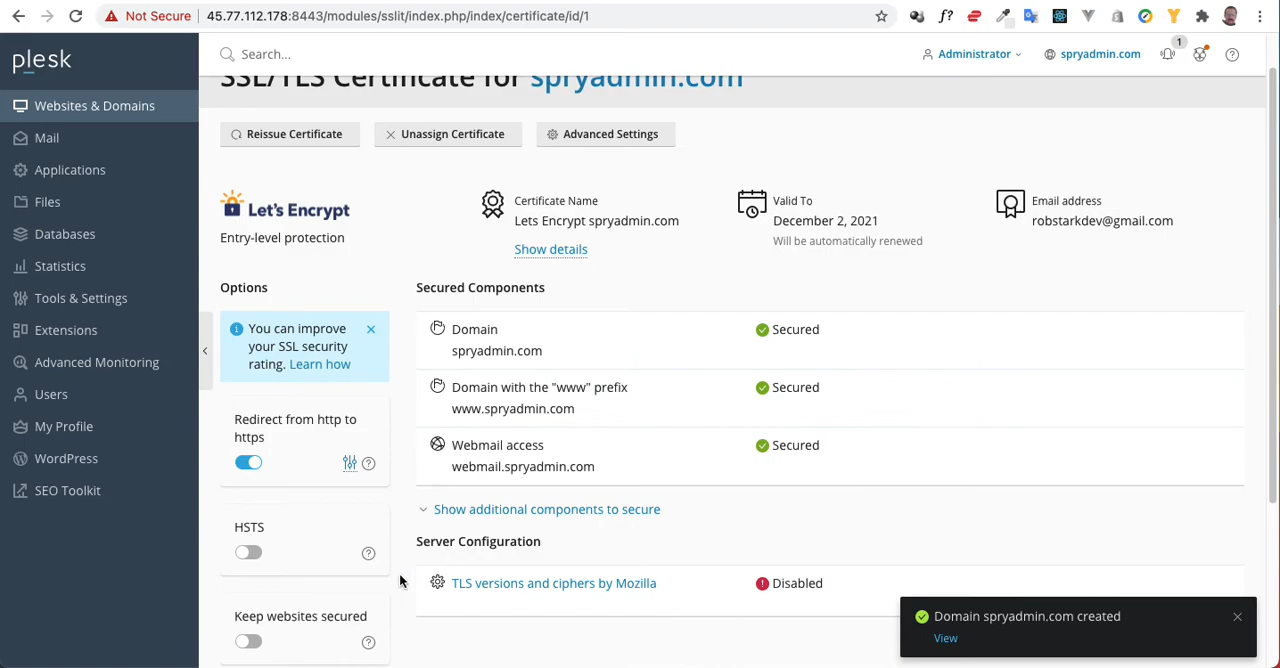 Not Secure
45.77.112.178:8443/modules/sslit/index.php/index/certificate/id/1
f?
plesk
Search...
Administrator
spryadmin.com
1
Websites & Domains
Mail
Applications
Files
Databases
Statistics
Tools & Settings
Extensions
Advanced Monitoring
Users
My Profile
WordPress
SEO Toolkit
SSL/TLS Certificate for spryadmin.com
Reissue Certificate
Unassign Certificate
Advanced Settings
Let's Encrypt
Entry-level protection
Certificate Name
Lets Encrypt spryadmin.com
Show details
Valid To
December 2, 2021
Will be automatically renewed
Email address
robstarkdev@gmail.com
Options
You can improve
your SSL security
rating. Learn how
Redirect from http to
https
HSTS
Keep websites secured
Secured Components
Domain
spryadmin.com
Secured
Domain with the "www" prefix
www.spryadmin.com
Secured
Webmail access
webmail.spryadmin.com
Secured
Show additional components to secure
Server Configuration
TLS versions and ciphers by Mozilla
Disabled
Domain spryadmin.com created
View